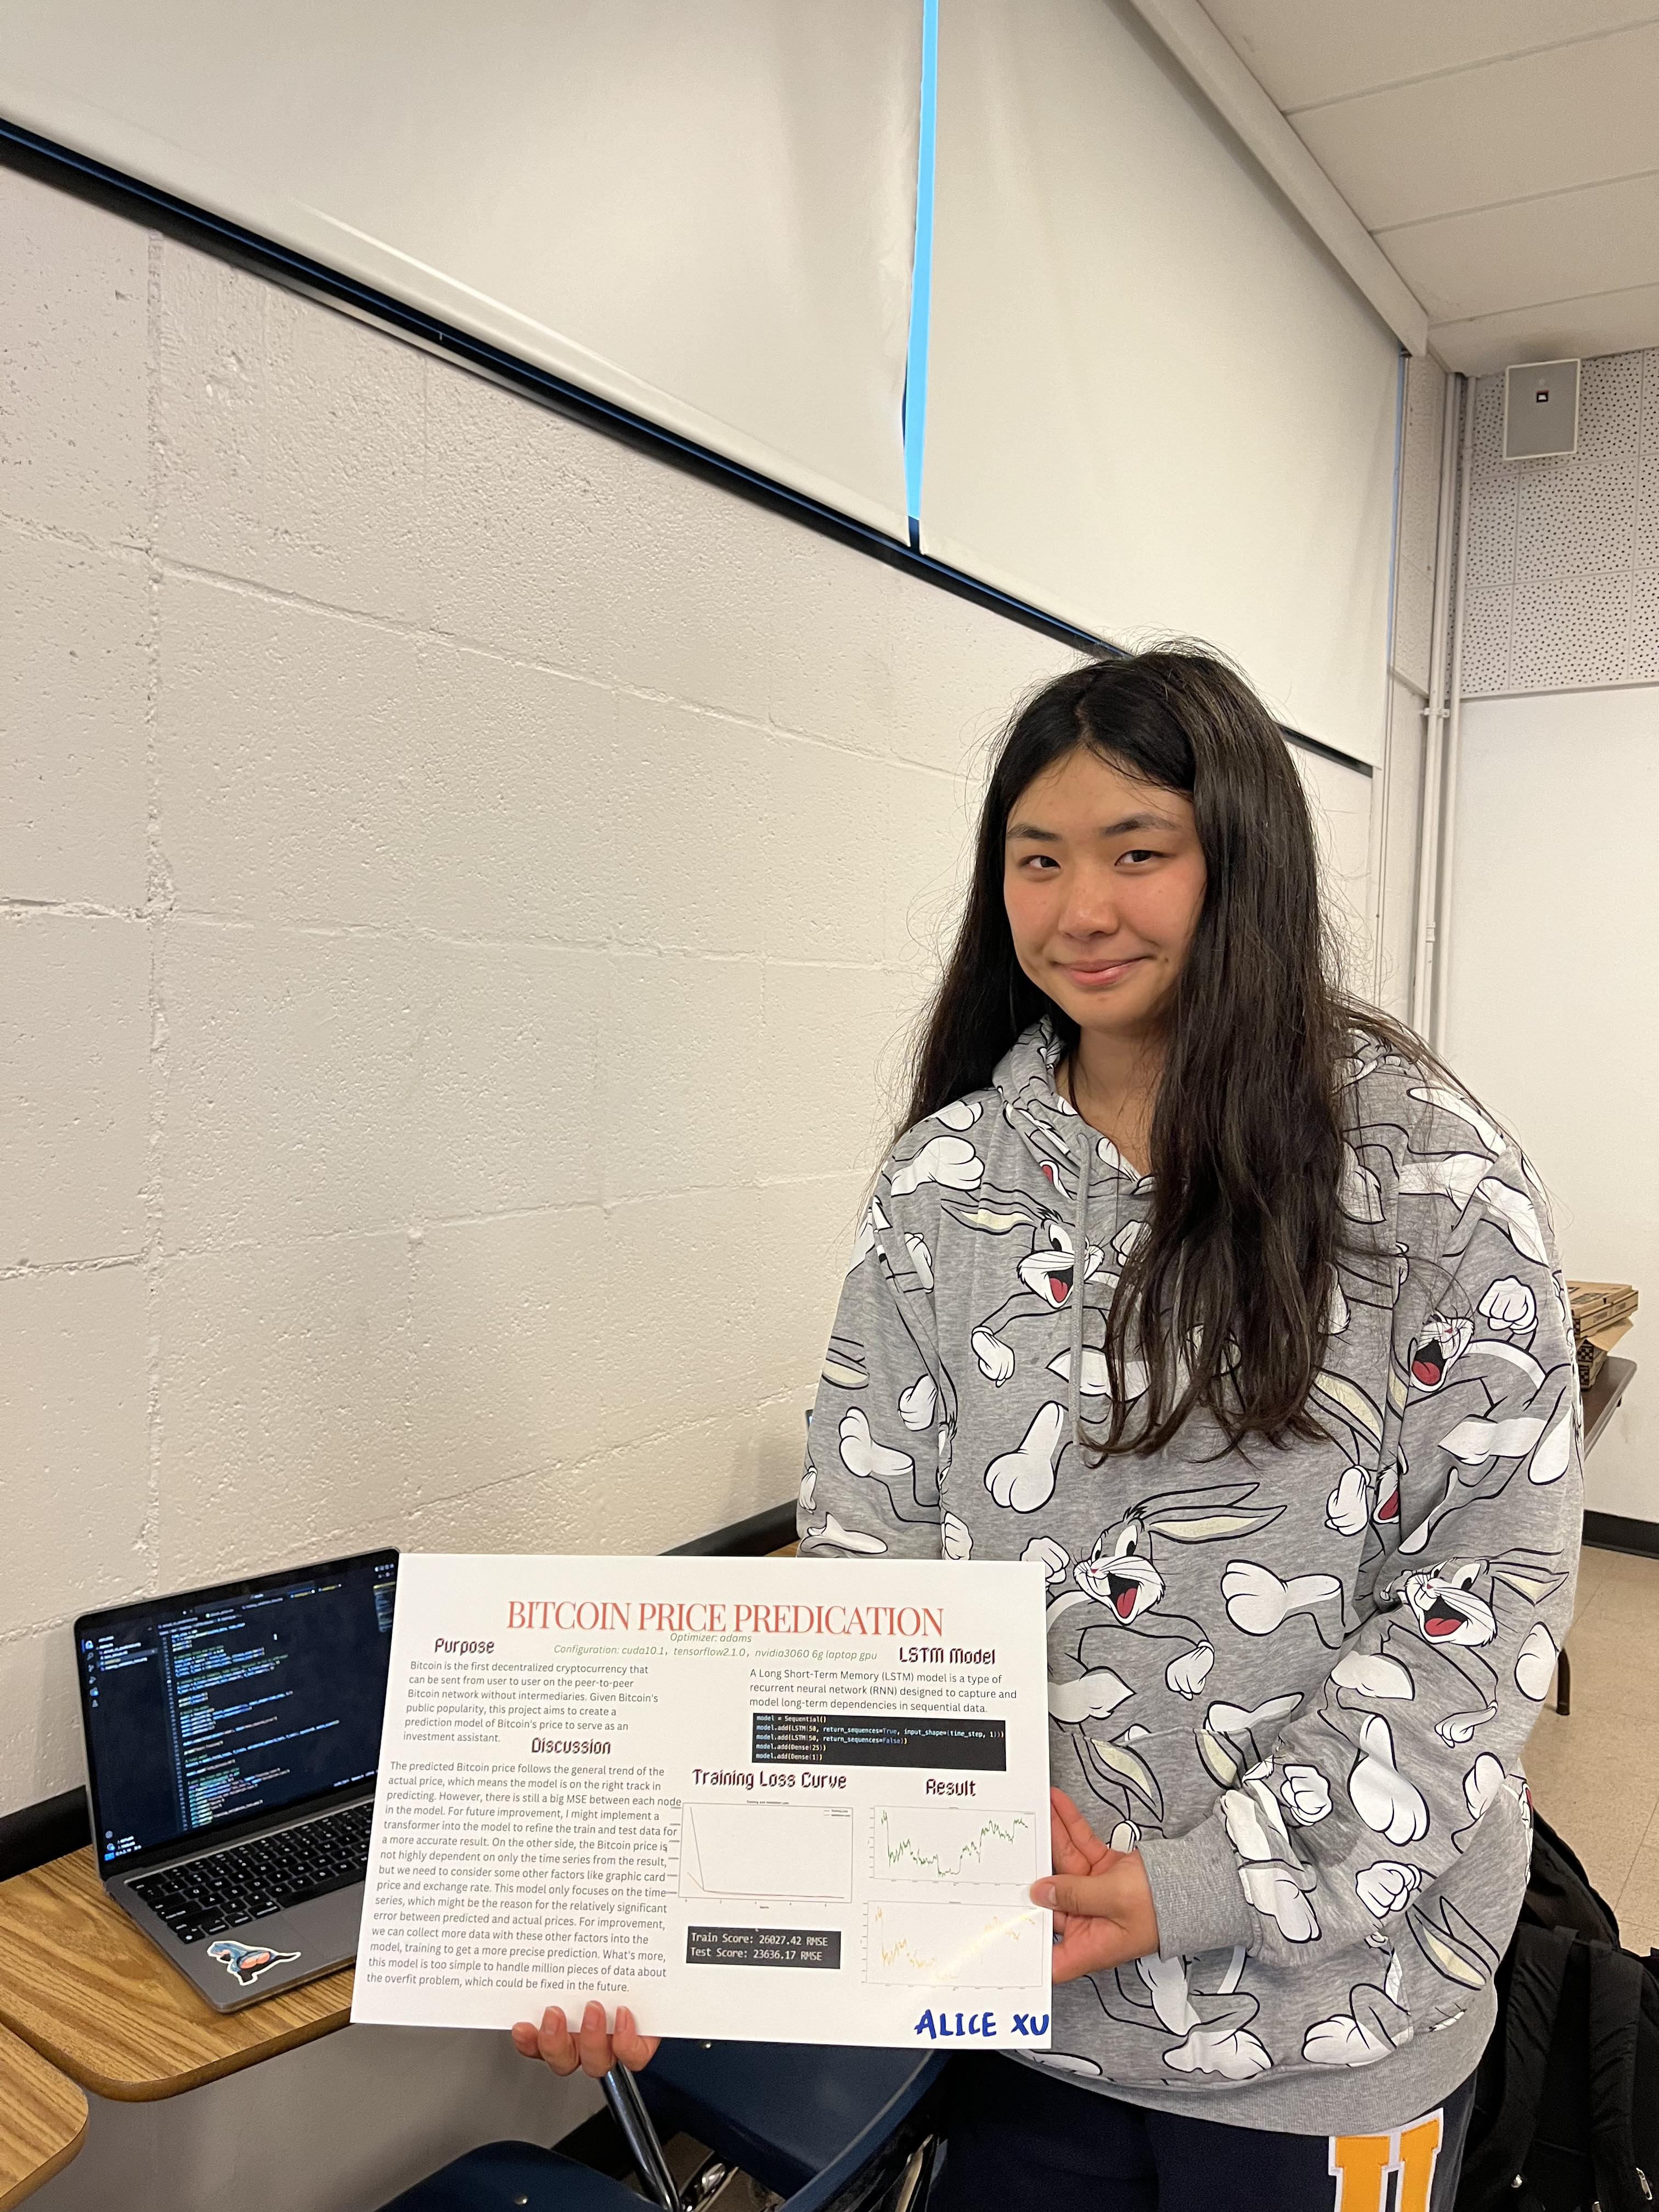 BITCOIN PRICE PREDICATION
Optimizer: adams
Configuration: cuda10.1, tensorflow2.1.0, nvidia3060 6g laptop gpu
Purpose
Bitcoin is the first decentralized cryptocurrency that
can be sent from user to user on the peer-to-peer
Bitcoin network without intermediaries. Given Bitcoin's
public popularity, this project aims to create a
prediction model of Bitcoin's price to serve as an
investment assistant.
Discussion
The predicted Bitcoin price follows the general trend of the
actual price, which means the model is on the right track in
predicting. However, there is still a big MSE between each node
in the model. For future improvement, I might implement a
transformer into the model to refine the train and test data for
a more accurate result. On the other side, the Bitcoin price is
not highly dependent on only the time series from the result,
but we need to consider some other factors like graphic card
price and exchange rate. This model only focuses on the time
series, which might be the reason for the relatively significant
error between predicted and actual prices. For improvement,
we can collect more data with these other factors into the
model, training to get a more precise prediction. What's more,
this model is too simple to handle million pieces of data about
the overfit problem, which could be fixed in the future.
LSTM Model
A Long Short-Term Memory (LSTM) model is a type of
recurrent neural network (RNN) designed to capture and
model long-term dependencies in sequential data.
model = Sequential()
model.add(LSTM(50, return_sequences=True, input_shape=(time_step, 1)))
model.add(LSTM(50, return_sequences=False))
model.add(Dense(25))
model.add(Dense(1))
Training Loss Curve
Training and Validation Loss
Result
Train Score: 26027.42 RMSE
Test Score: 23636.17 RMSE
ALICE XU